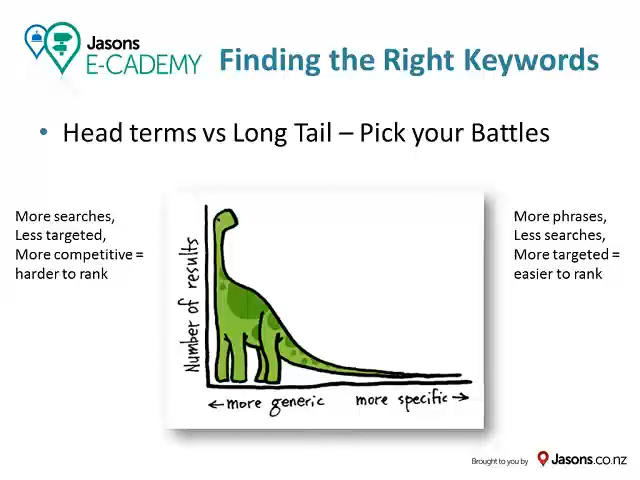 Jasons
E-CADEMY
Finding the Right Keywords
• Head terms vs Long Tail – Pick your Battles
More searches,
Less targeted,
More competitive =
harder to rank
Number of results
←more generic
more specific→
More phrases,
Less searches,
More targeted =
easier to rank
Brought to you by
Jasons.co.nz